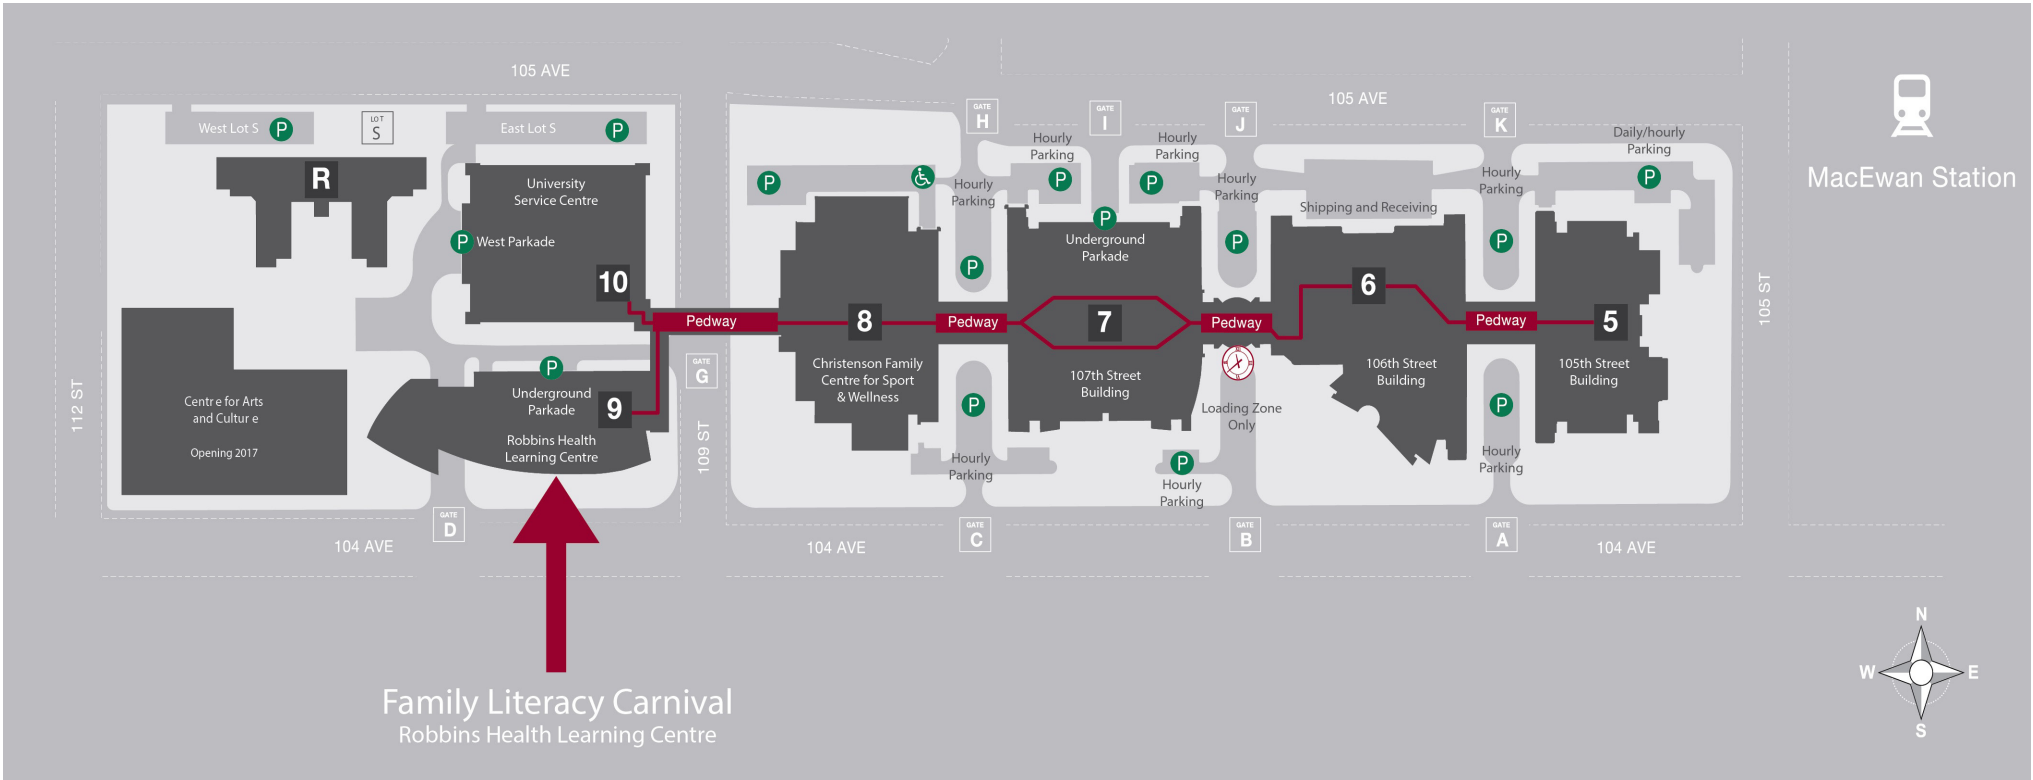 105 AVE
105 AVE
West Lot S
P
LOT
S
East Lot S
P
GATE
H
GATE
I
GATE
J
GATE
K
Hourly
Parking
Hourly
Parking
Daily/hourly
Parking
MacEwan Station
R
University
Service Centre
P
West Parkade
10
P
Hourly
Parking
P
P
Hourly
Parking
Hourly
Parking
P
Shipping and Receiving
P
Underground
Parkade
P
P
P
Pedway
8
Pedway
7
Pedway
6
Pedway
5
105 ST
Centre for Arts
and Cultur e
Opening 2017
112 ST
P
Underground
Parkade
9
Robbins Health
Learning Centre
GATE
G
109 ST
Christenson Family
Centre for Sport
& Wellness
P
107th Street
Building
Loading Zone
Only
106th Street
Building
P
105th Street
Building
Hourly
Parking
P
Hourly
Parking
Hourly
Parking
GATE
D
GATE
C
GATE
B
GATE
A
104 AVE
104 AVE
104 AVE
Family Literacy Carnival
Robbins Health Learning Centre
N
W
E
S